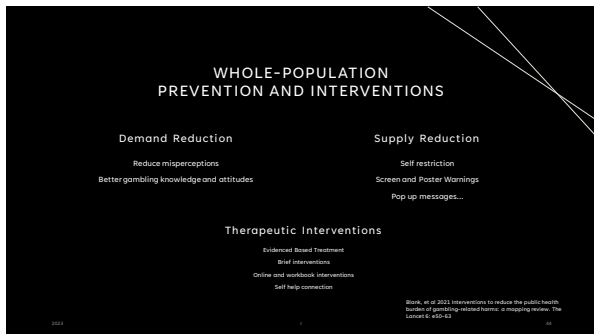 WHOLE-POPULATION
PREVENTION AND INTERVENTIONS
Demand Reduction
Reduce misperceptions
Better gambling knowledge and attitudes
Supply Reduction
Self restriction
Screen and Poster Warnings
Pop up messages...
Therapeutic Interventions
Evidenced Based Treatment
Brief interventions
Online and workbook interventions
Self help connection
Blank, et al 2021 Interventions to reduce the public health
burden of gambling-related harms: a mapping review. The
Lancet 6: e50-63
2023